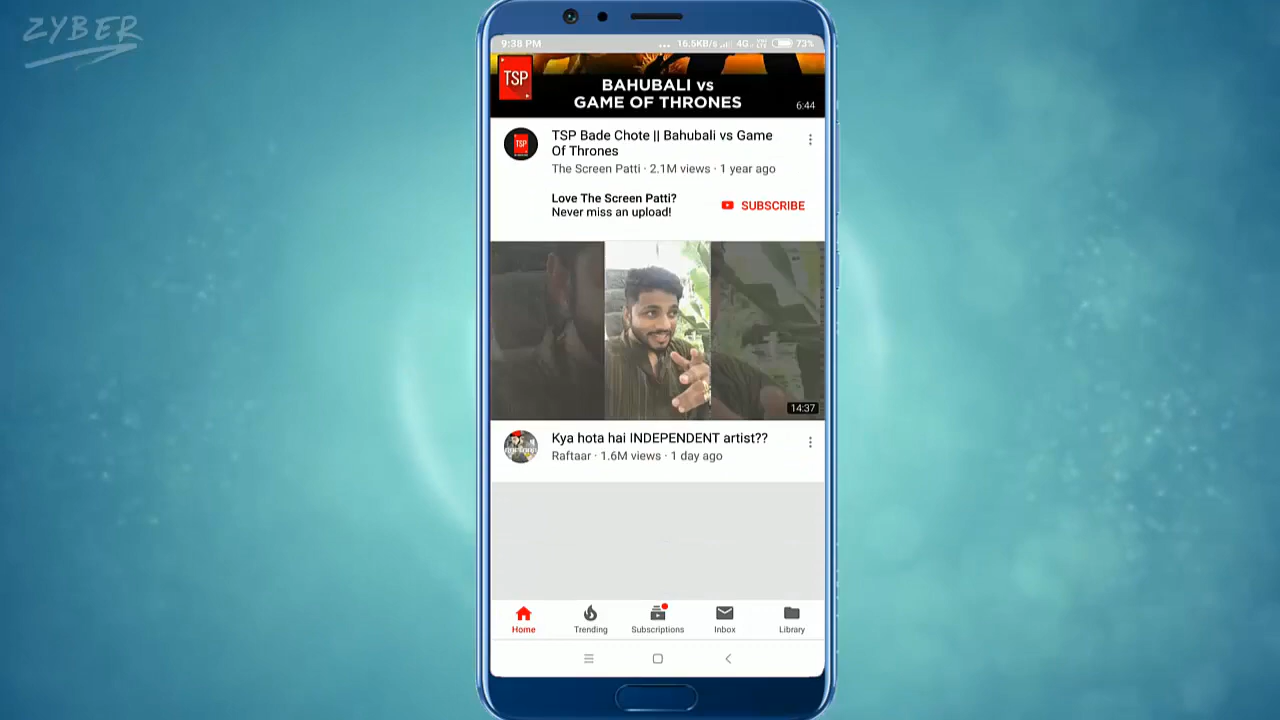 ZYBER
9:38 PM ... 16.5KB/s 4G 73%
TSP
BAHUBALI vs
GAME OF THRONES
6:44
TSP
TSP Bade Chote || Bahubali vs Game
Of Thrones
The Screen Patti · 2.1M views · 1 year ago
Love The Screen Patti?
Never miss an upload!
SUBSCRIBE
14:37
Kya hota hai INDEPENDENT artist??
Raftaar · 1.6M views · 1 day ago
Home Trending Subscriptions Inbox Library